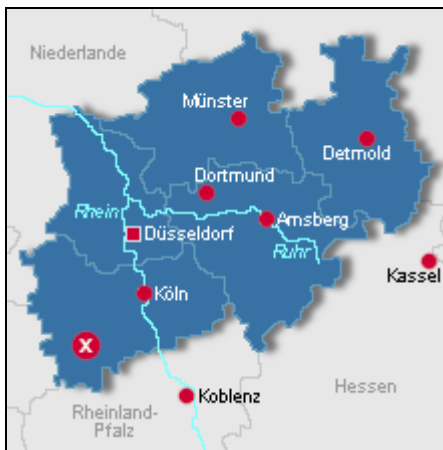 Niederlande
Münster
Detmold
Dortmund
Rhein
Arnsberg
Düsseldorf
Ruhr
Kassel
Köln
X
Hessen
Koblenz
Rheinland-
Pfalz